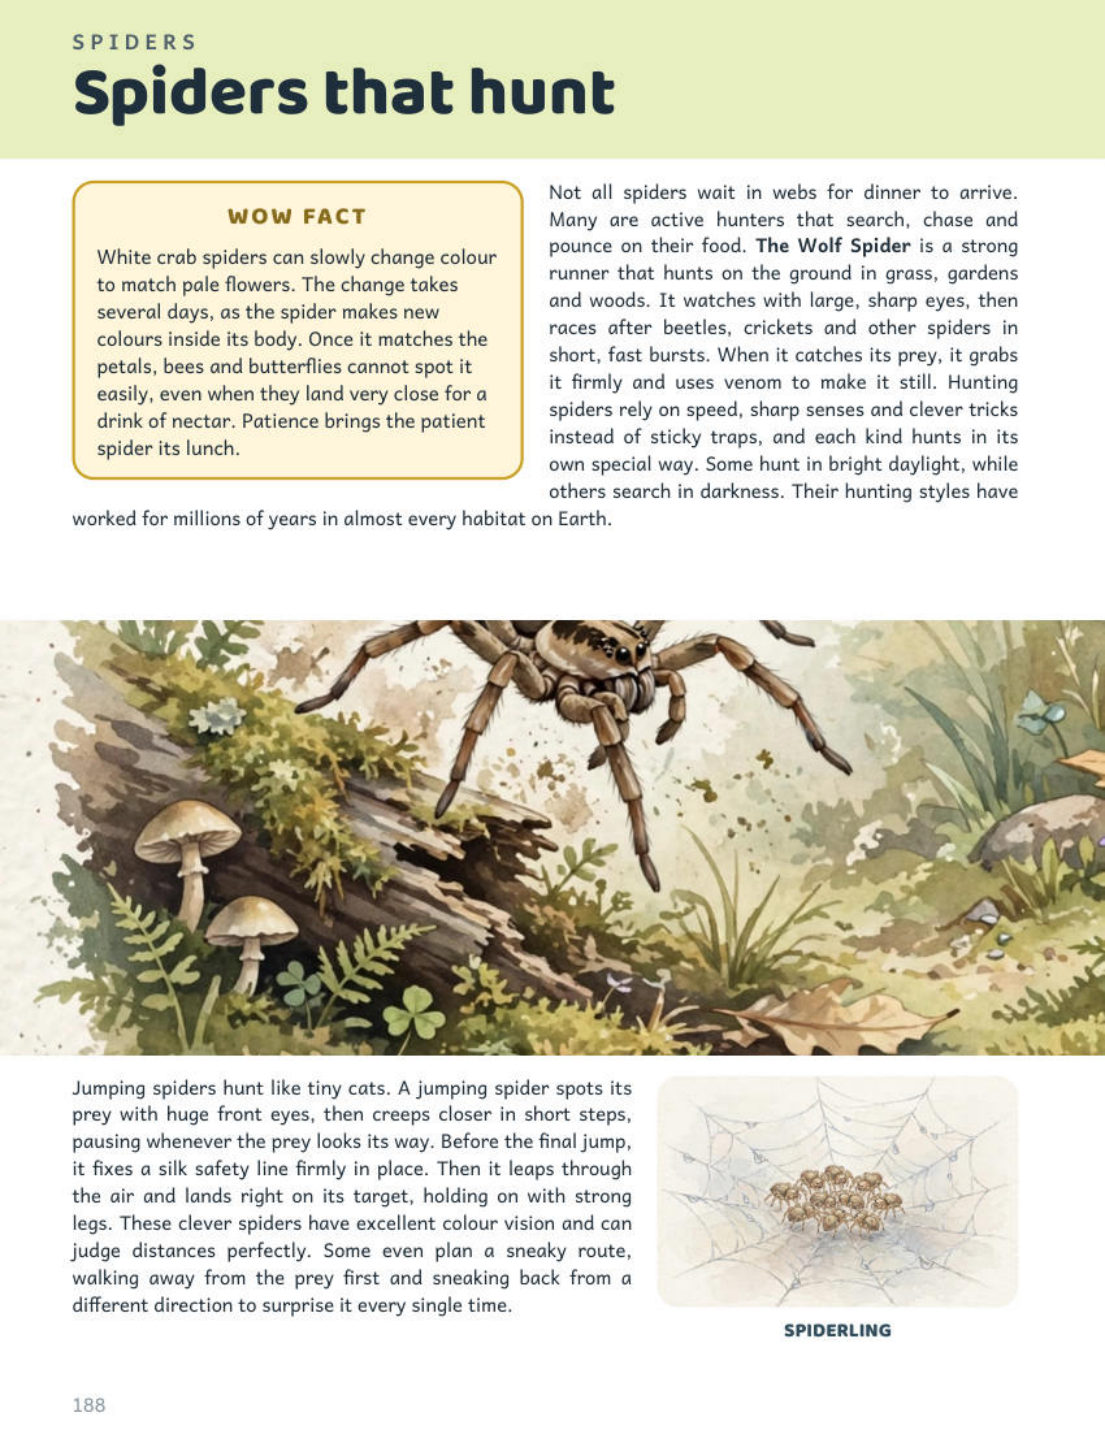 SPIDERS
Spiders that hunt
WOW FACT
White crab spiders can slowly change colour
to match pale flowers. The change takes
several days, as the spider makes new
colours inside its body. Once it matches the
petals, bees and butterflies cannot spot it
easily, even when they land very close for a
drink of nectar. Patience brings the patient
spider its lunch.
Not all spiders wait in webs for dinner to arrive.
Many are active hunters that search, chase and
pounce on their food. The Wolf Spider is a strong
runner that hunts on the ground in grass, gardens
and woods. It watches with large, sharp eyes, then
races after beetles, crickets and other spiders in
short, fast bursts. When it catches its prey, it grabs
it firmly and uses venom to make it still. Hunting
spiders rely on speed, sharp senses and clever tricks
instead of sticky traps, and each kind hunts in its
own special way. Some hunt in bright daylight, while
others search in darkness. Their hunting styles have
worked for millions of years in almost every habitat on Earth.
Jumping spiders hunt like tiny cats. A jumping spider spots its
prey with huge front eyes, then creeps closer in short steps,
pausing whenever the prey looks its way. Before the final jump,
it fixes a silk safety line firmly in place. Then it leaps through
the air and lands right on its target, holding on with strong
legs. These clever spiders have excellent colour vision and can
judge distances perfectly. Some even plan a sneaky route,
walking away from the prey first and sneaking back from a
different direction to surprise it every single time.
SPIDERLING
188